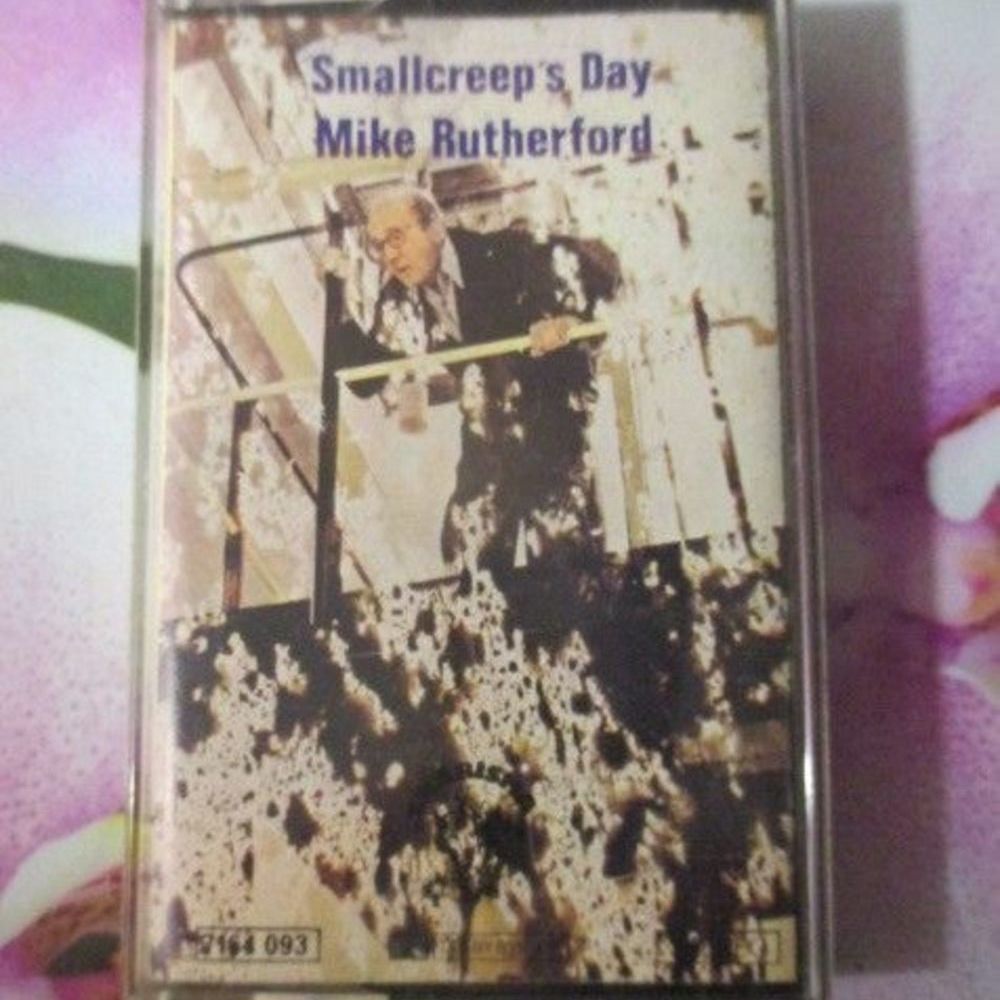 Smallcreep's Day
Mike Rutherford
7164 093